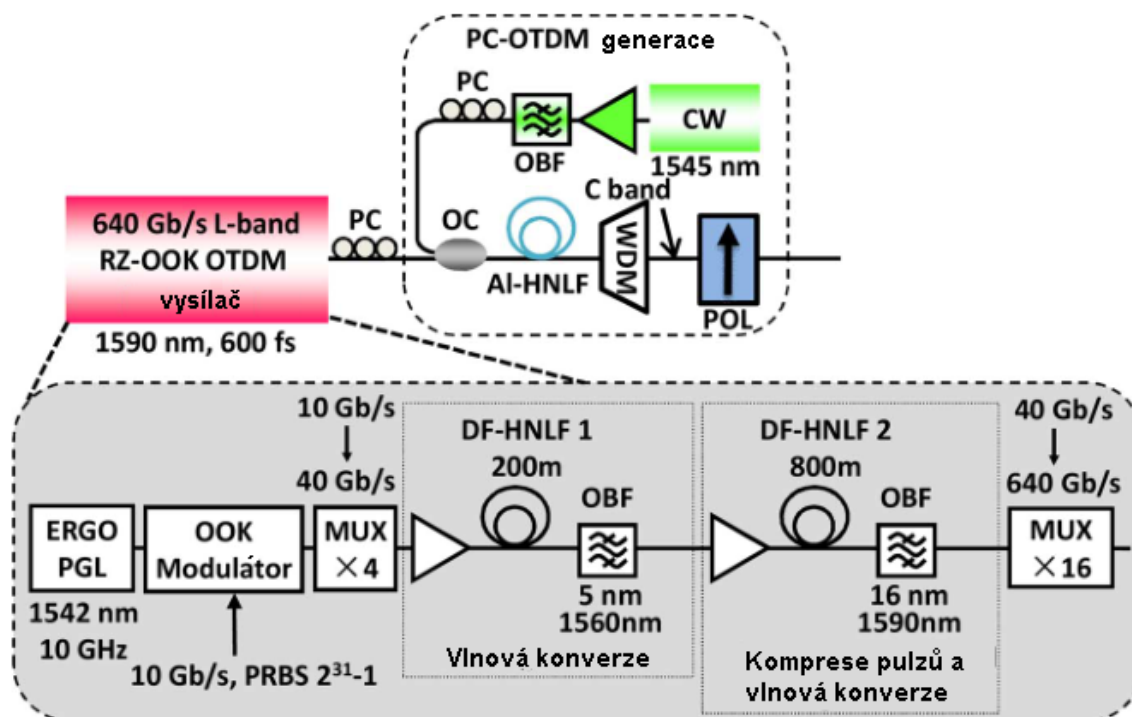 PC-OTDM generace
PC
OBF
CW
1545 nm
C band
640 Gb/s L-band
RZ-OOK OTDM
vysílač
1590 nm, 600 fs
PC
OC
Al-HNLF
WDM
POL
10 Gb/s
40 Gb/s
DF-HNLF 1
200m
OBF
DF-HNLF 2
800m
OBF
40 Gb/s
640 Gb/s
ERGO
PGL
OOK
Modulátor
MUX
×4
MUX
×16
1542 nm
10 GHz
10 Gb/s, PRBS 2³¹-1
5 nm
1560nm
16 nm
1590nm
Vlnová konverze
Komprese pulzů a
vlnová konverze